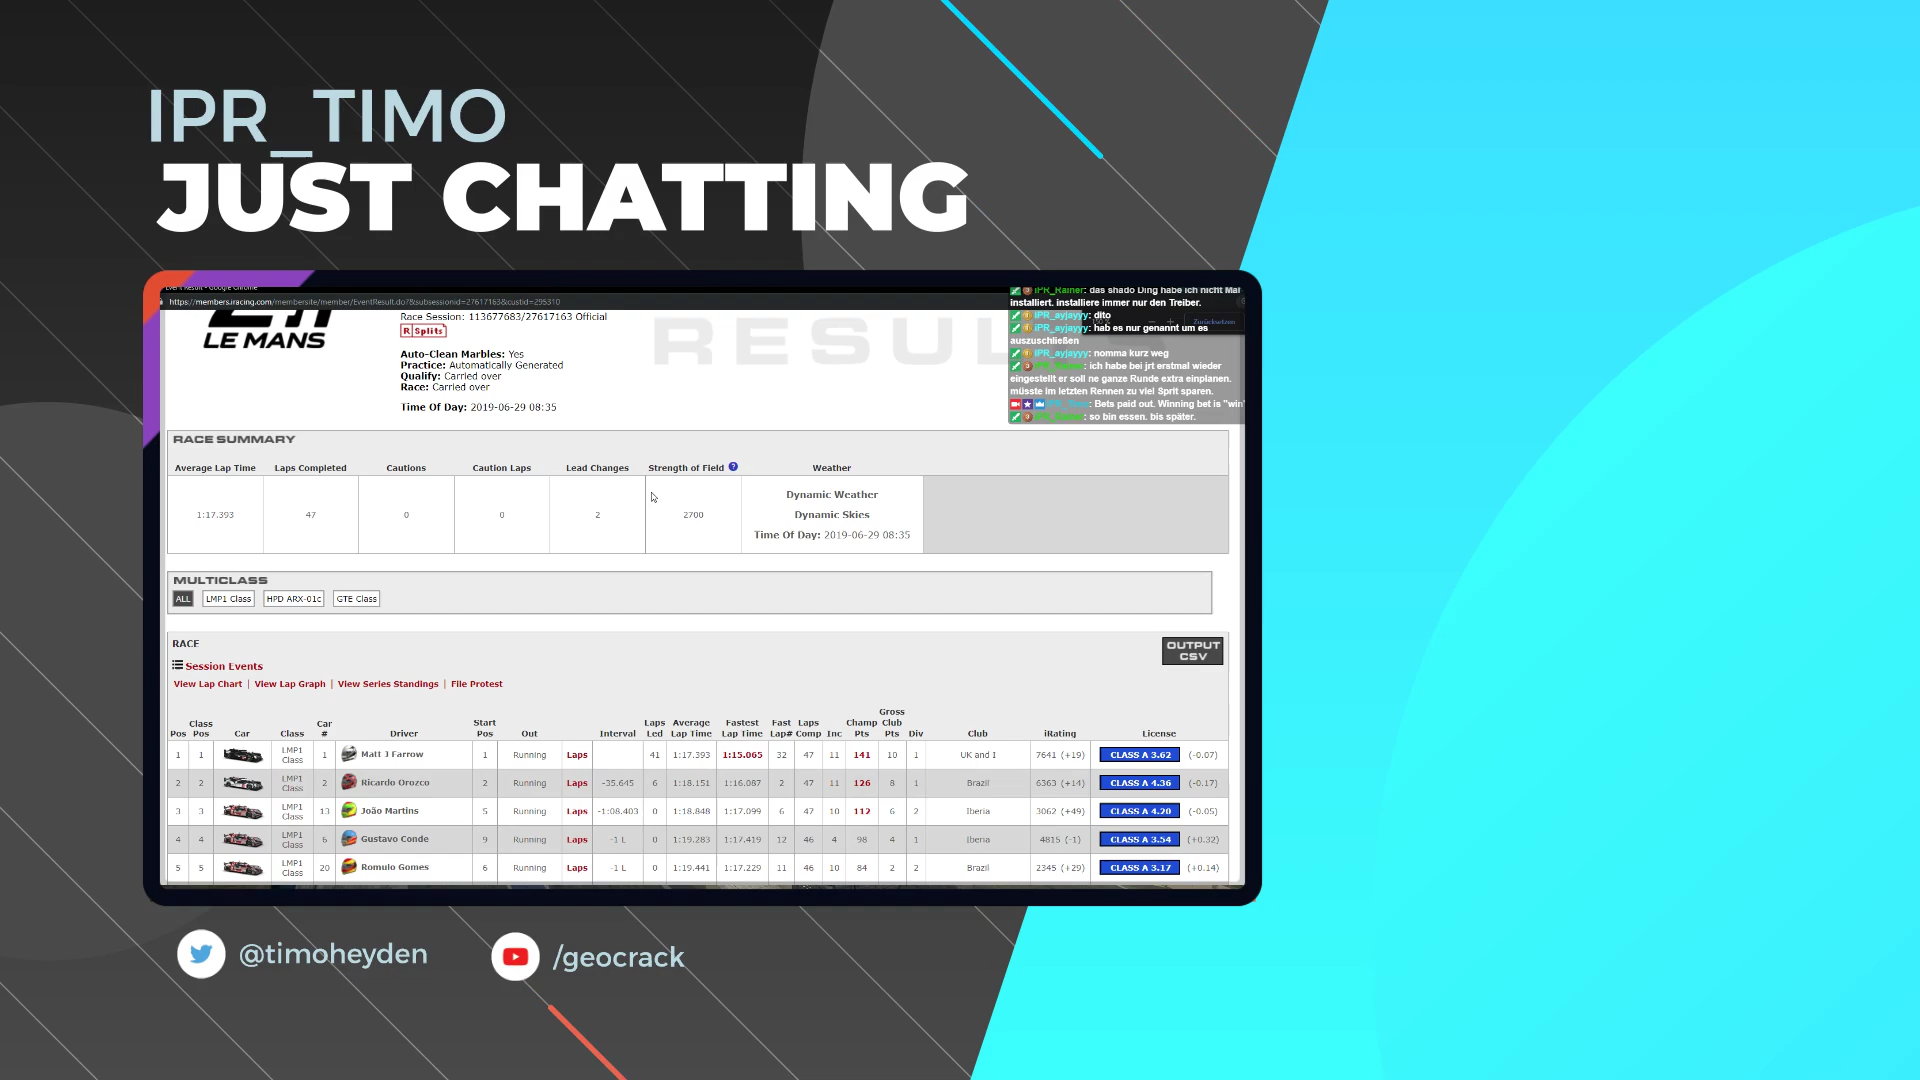 IPR_TIMO
JUST CHATTING
Event Result - Google Chrome
https://members.iracing.com/membersite/member/EventResult.do?&subsessionid=27617163&custid=295310
LE MANS
Race Session: 113677683/27617163 Official
R Splits
Auto-Clean Marbles: Yes
Practice: Automatically Generated
Qualify: Carried over
Race: Carried over
Time Of Day: 2019-06-29 08:35
IPR_Rainer: das shado Ding habe ich nicht Mal
installiert. installiere immer nur den Treiber.
IPR_ayjayyy: dito
IPR_ayjayyy: hab es nur genannt um es
auszuschließen
IPR_ayjayyy: nomma kurz weg
: ich habe bei jrt erstmal wieder
eingestellt er soll ne ganze Runde extra einplanen.
müsste im letzten Rennen zu viel Sprit sparen.
: Bets paid out. Winning bet is "win"
: so bin essen. bis später.
Zurücksetzen
RACE SUMMARY
Average Lap Time Laps Completed Cautions Caution Laps Lead Changes Strength of Field ? Weather
1:17.393 47 0 0 2 2700
Dynamic Weather
Dynamic Skies
Time Of Day: 2019-06-29 08:35
MULTICLASS
ALL LMP1 Class HPD ARX-01c GTE Class
RACE
OUTPUT CSV
Session Events
View Lap Chart | View Lap Graph | View Series Standings | File Protest
Pos Class Pos Car Class Car # Driver Start Pos Out Interval Laps Led Average Lap Time Fastest Lap Time Fast Lap# Laps Comp Inc Champ Pts Gross Club Pts Div Club iRating License
1 1 LMP1 Class 1 Matt J Farrow 1 Running Laps 41 1:17.393 1:15.065 32 47 11 141 10 1 UK and I 7641 (+19) CLASS A 3.62 (-0.07)
2 2 LMP1 Class 2 Ricardo Orozco 2 Running Laps -35.645 6 1:18.151 1:16.087 2 47 11 126 8 1 Brazil 6363 (+14) CLASS A 4.36 (-0.17)
3 3 LMP1 Class 13 João Martins 5 Running Laps -1:08.403 0 1:18.848 1:17.099 6 47 10 112 6 2 Iberia 3062 (+49) CLASS A 4.20 (-0.05)
4 4 LMP1 Class 6 Gustavo Conde 9 Running Laps -1 L 0 1:19.283 1:17.419 12 46 4 98 4 1 Iberia 4815 (-1) CLASS A 3.54 (+0.32)
5 5 LMP1 Class 20 Romulo Gomes 6 Running Laps -1 L 0 1:19.441 1:17.229 11 46 10 84 2 2 Brazil 2345 (+29) CLASS A 3.17 (+0.14)
@timoheyden
/geocrack